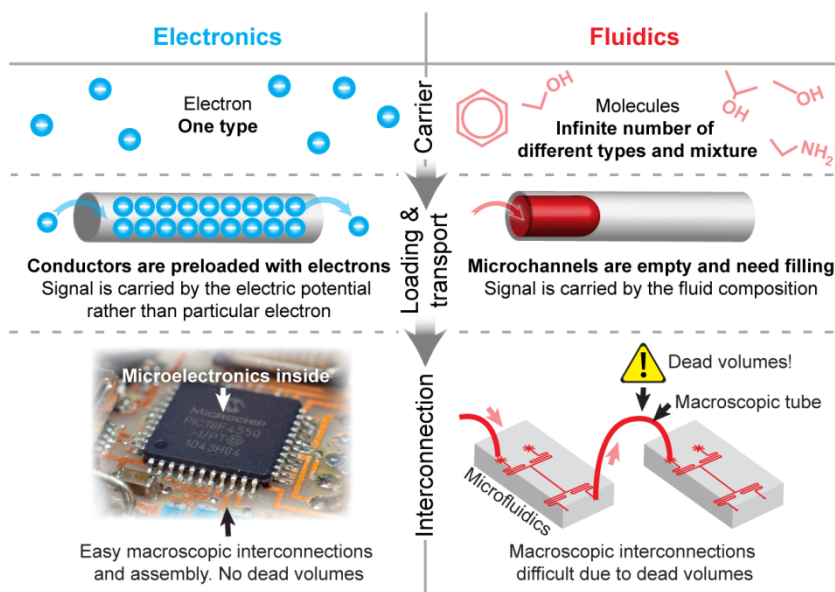 Electronics
Fluidics
Carrier
Electron
One type
OH
Molecules
Infinite number of
different types and mixture
OH
OH
NH2
Loading &
transport
Conductors are preloaded with electrons
Signal is carried by the electric potential
rather than particular electron
Microchannels are empty and need filling
Signal is carried by the fluid composition
Interconnection
Microelectronics inside
MICROCHIP
PIC18F4550
-I/PT
1043H84
Easy macroscopic interconnections
and assembly. No dead volumes
!
Dead volumes!
Macroscopic tube
Microfluidics
Macroscopic interconnections
difficult due to dead volumes